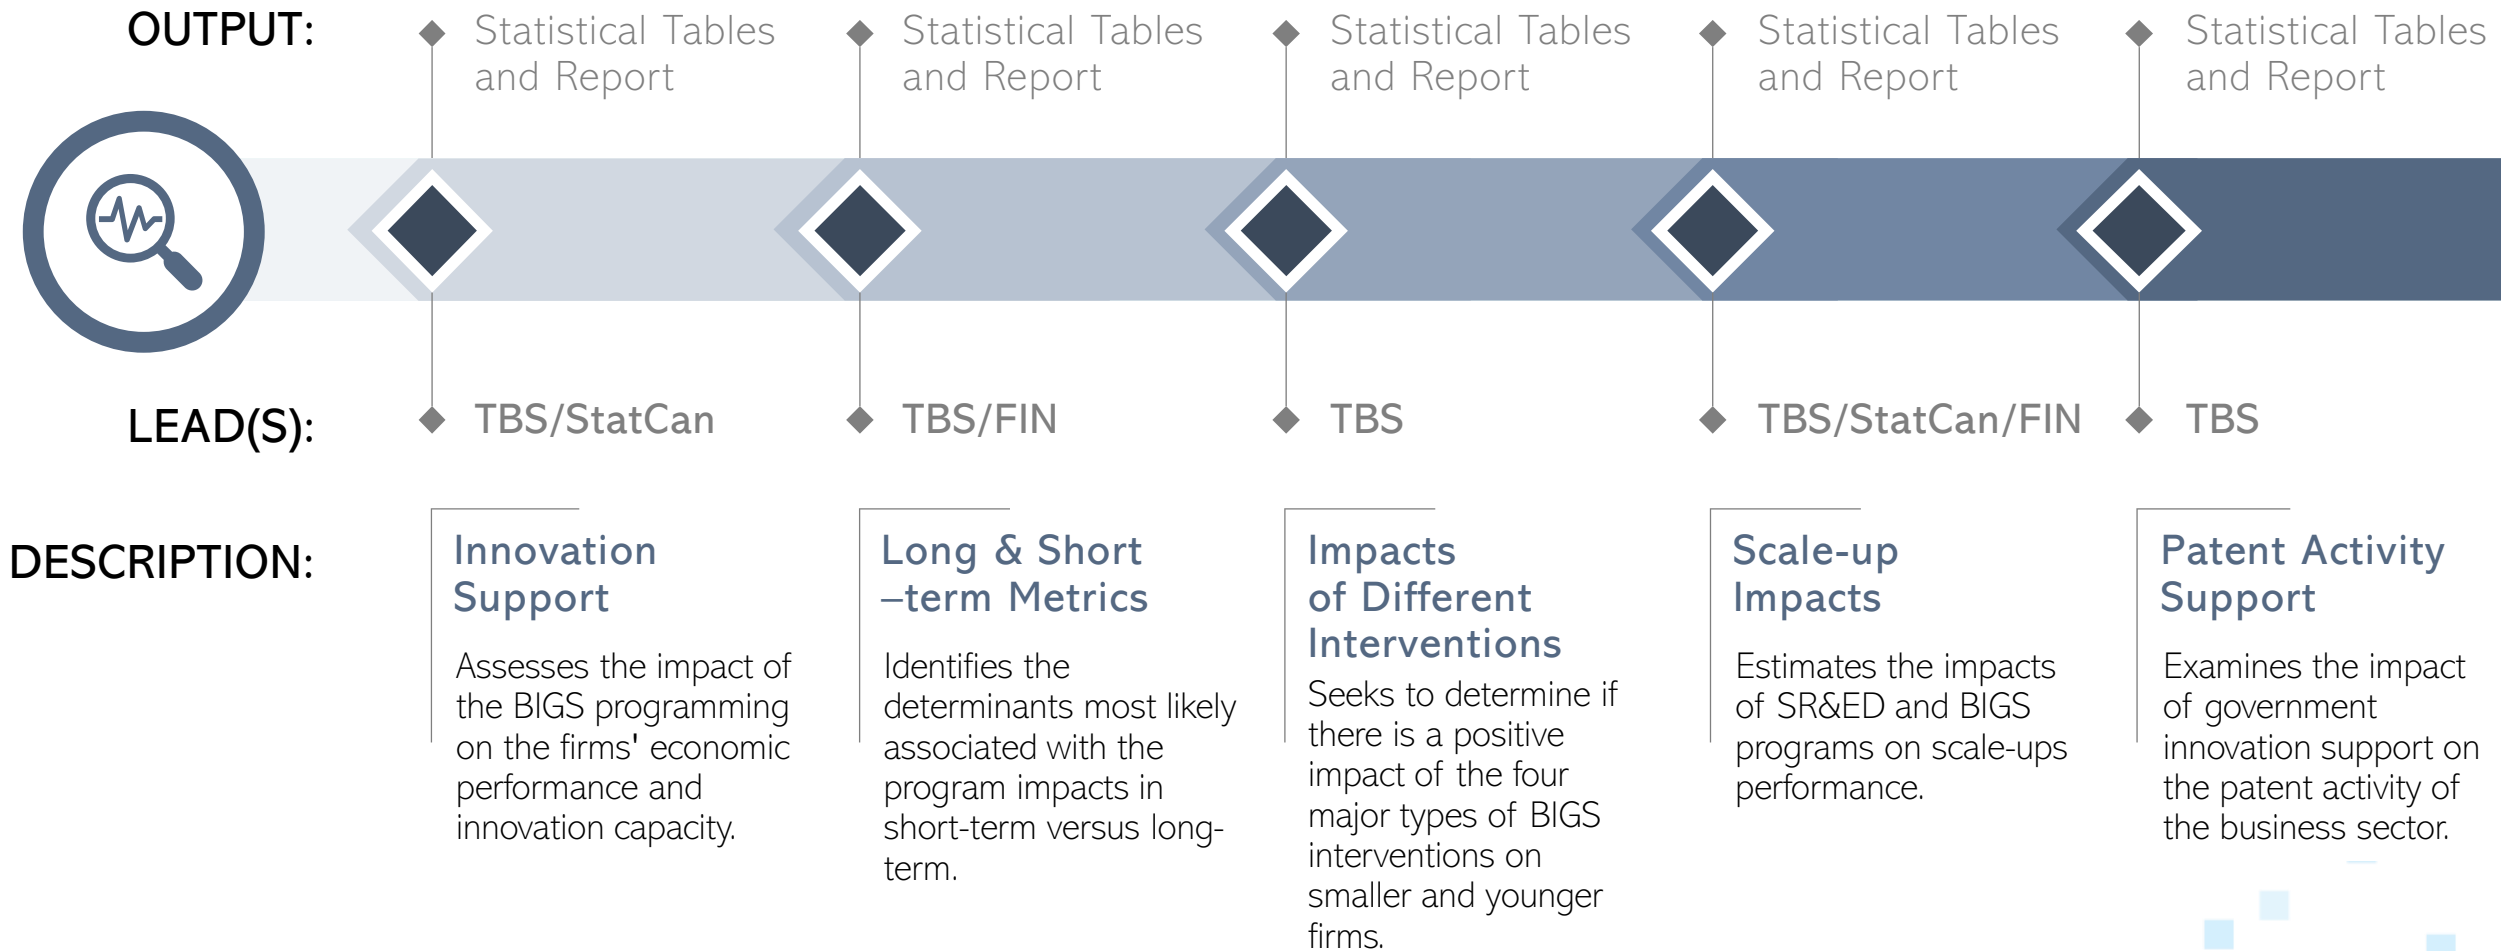 OUTPUT:
Statistical Tables
and Report
Statistical Tables
and Report
Statistical Tables
and Report
Statistical Tables
and Report
Statistical Tables
and Report
LEAD(S):
TBS/StatCan
TBS/FIN
TBS
TBS/StatCan/FIN
TBS
DESCRIPTION:
Innovation
Support
Assesses the impact of
the BIGS programming
on the firms' economic
performance and
innovation capacity.
Long & Short
–term Metrics
Identifies the
determinants most likely
associated with the
program impacts in
short-term versus long-
term.
Impacts
of Different
Interventions
Seeks to determine if
there is a positive
impact of the four
major types of BIGS
interventions on
smaller and younger
firms.
Scale-up
Impacts
Estimates the impacts
of SR&ED and BIGS
programs on scale-ups
performance.
Patent Activity
Support
Examines the impact
of government
innovation support on
the patent activity of
the business sector.